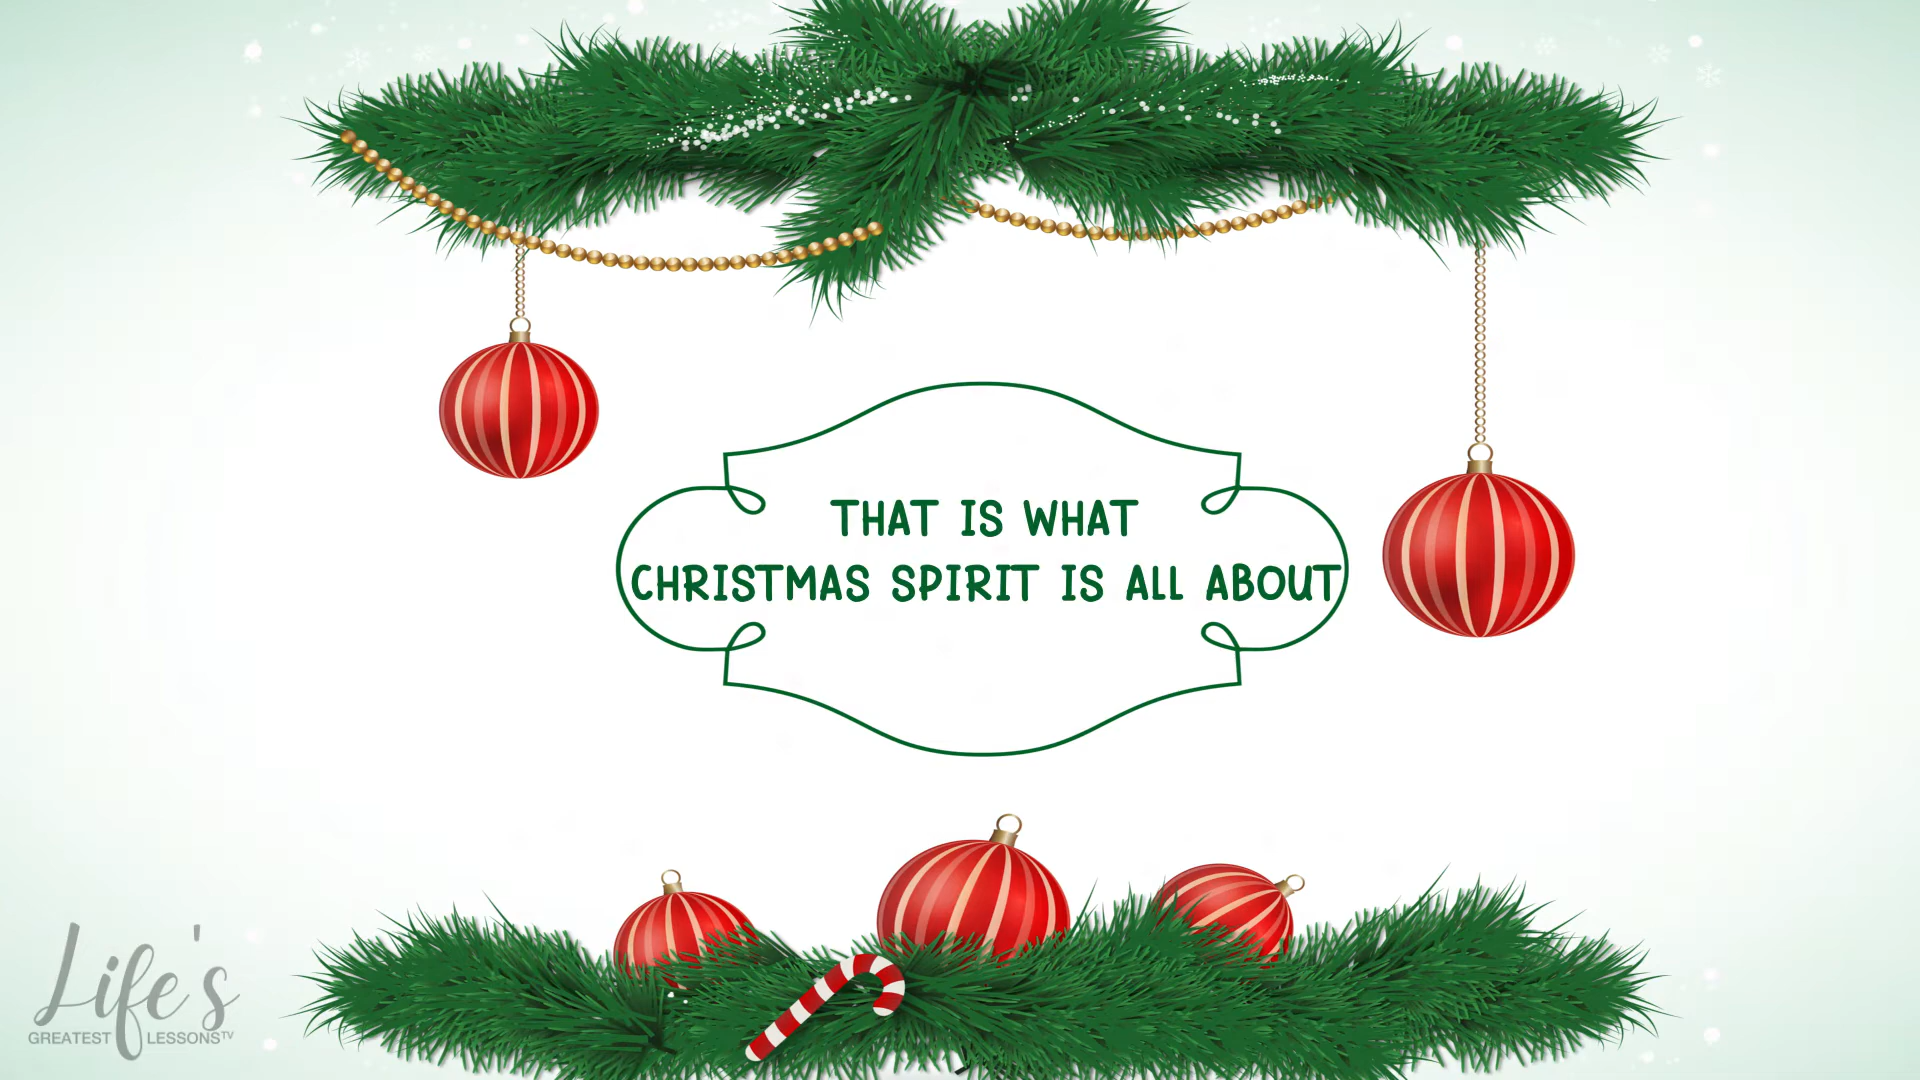 THAT IS WHAT
CHRISTMAS SPIRIT IS ALL ABOUT
Life's
GREATEST LESSONS TV